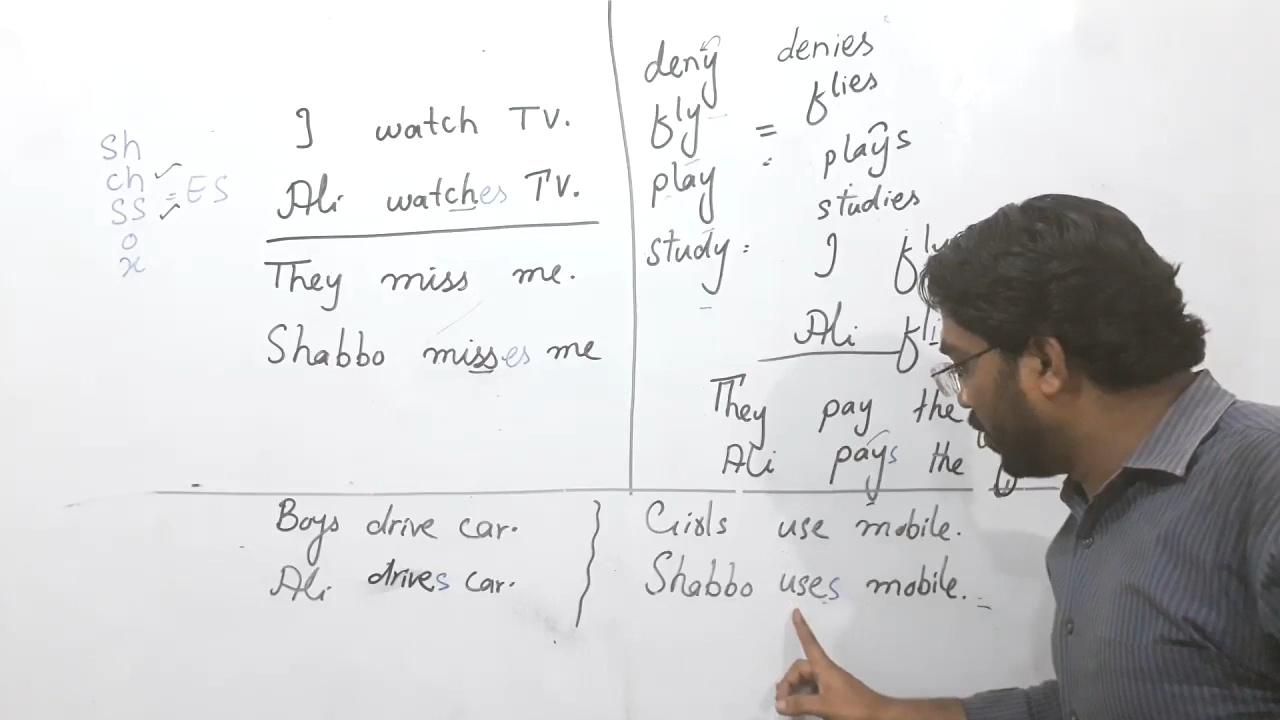 Sh
ch
SS = ES
o
x
I watch TV.
Ali watches TV.
They miss me.
Shabbo misses me
deny denies
fly = flies
play : plays
study : studies
I fly
Ali
They pay the
Ali pays the
Boys drive car.
Ali drives car.
Girls use mobile.
Shabbo uses mobile.